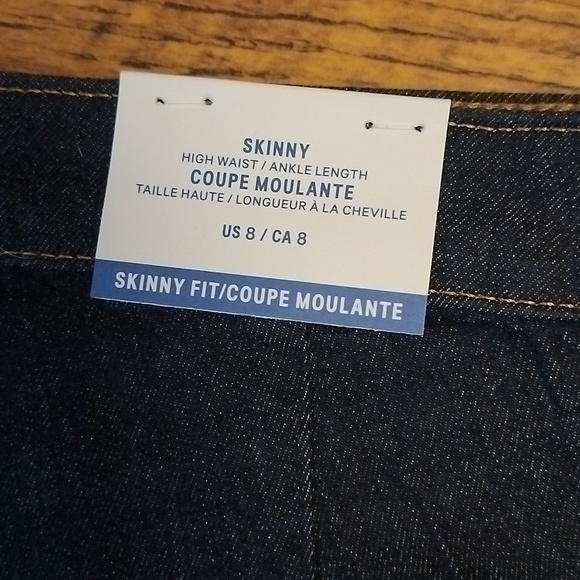 SKINNY
HIGH WAIST / ANKLE LENGTH
COUPE MOULANTE
TAILLE HAUTE / LONGUEUR À LA CHEVILLE
US 8 / CA 8
SKINNY FIT/COUPE MOULANTE